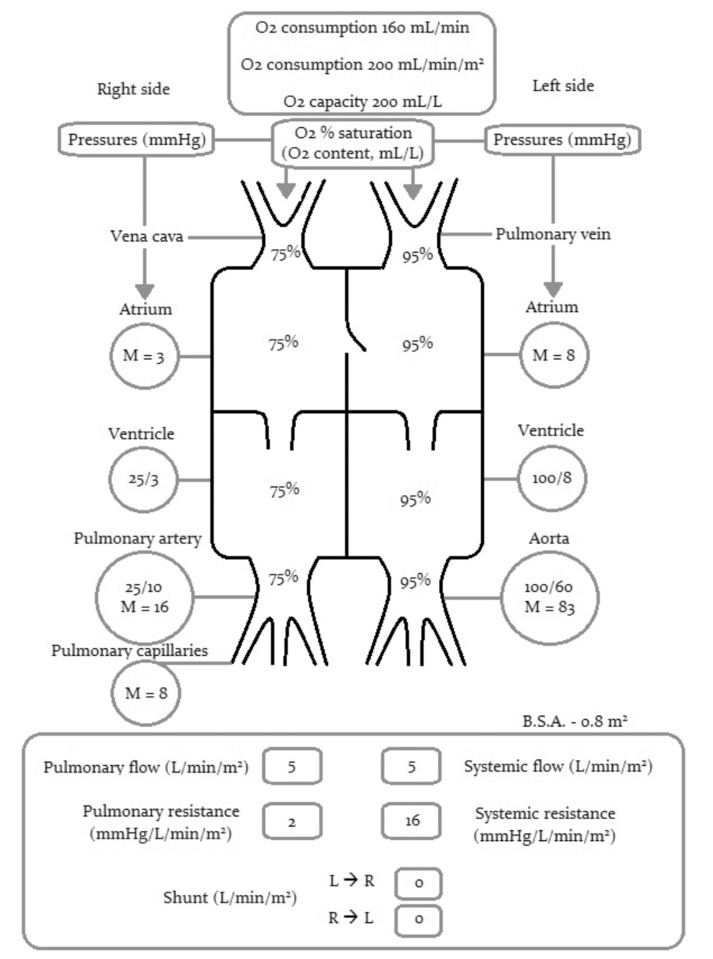 O2 consumption 160 mL/min
O2 consumption 200 mL/min/m²
O2 capacity 200 mL/L
Right side
Left side
Pressures (mmHg)
O2 % saturation
(O2 content, mL/L)
Pressures (mmHg)
Vena cava
75%
95%
Pulmonary vein
Atrium
M = 3
75%
95%
Atrium
M = 8
Ventricle
25/3
75%
95%
Ventricle
100/8
Pulmonary artery
25/10
M = 16
75%
95%
Aorta
100/60
M = 83
Pulmonary capillaries
M = 8
B.S.A. - 0.8 m²
Pulmonary flow (L/min/m²)
5
5
Systemic flow (L/min/m²)
Pulmonary resistance
(mmHg/L/min/m²)
2
16
Systemic resistance
(mmHg/L/min/m²)
Shunt (L/min/m²)
L → R
0
R → L
0